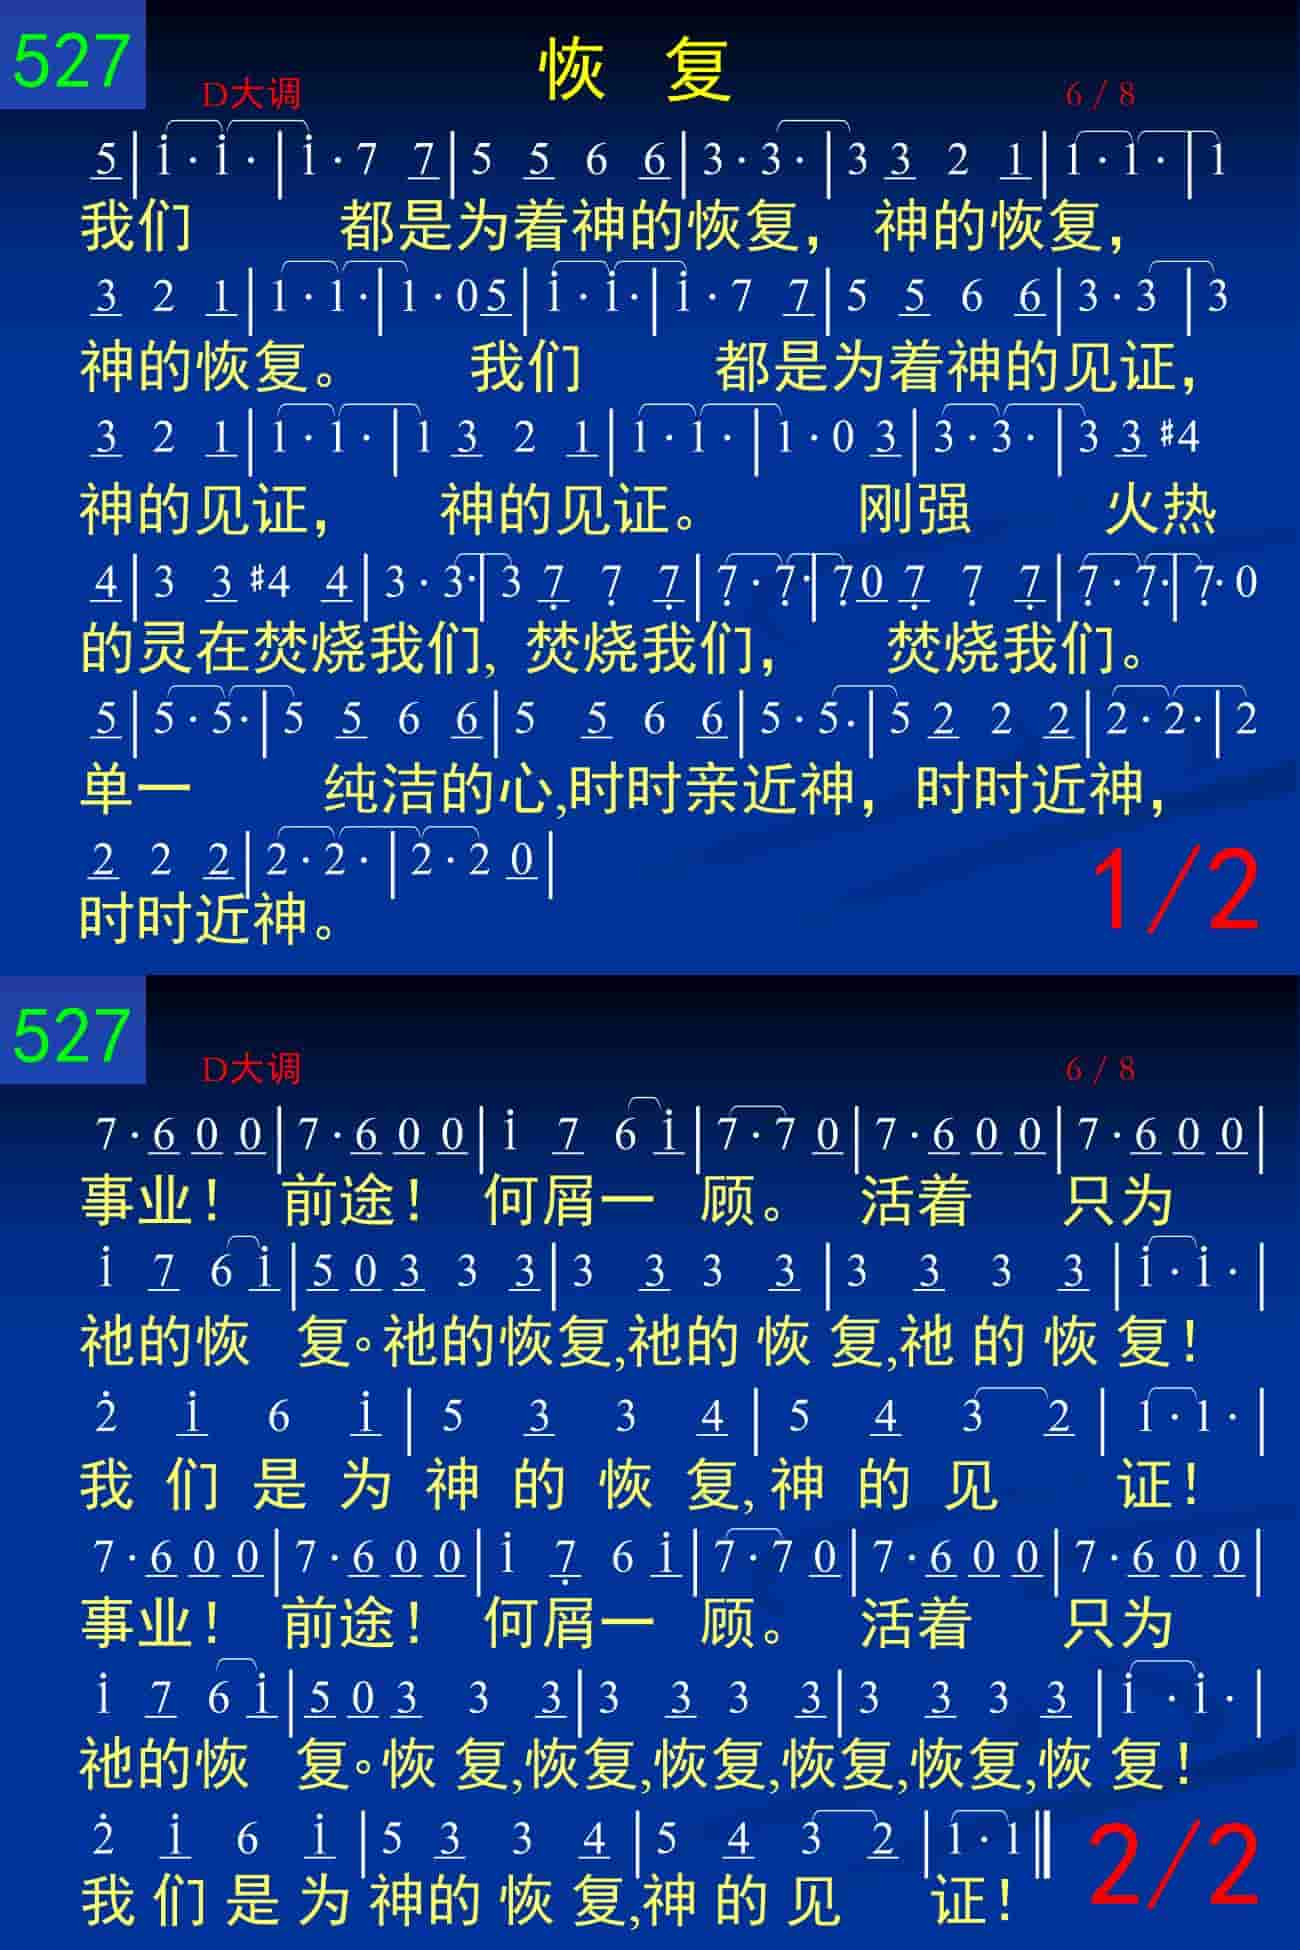 527
恢 复
D大调 6 / 8
5|i·i·|i·7 7|5 5 6 6|3·3·|3 3 2 1|1·1·|1
我们 都是为着神的恢复, 神的恢复,
3 2 1|1·1·|1·0 5|i·i·|i·7 7|5 5 6 6|3·3|3
神的恢复。 我们 都是为着神的见证,
3 2 1|1·1·|1 3 2 1|1·1·|1·0 3|3·3·|3 3 #4
神的见证, 神的见证。 刚强 火热
4|3 3 #4 4|3·3·|3 7̣ 7̣ 7̣|7̣·7̣·|7̣0 7̣ 7̣ 7̣|7̣·7̣·|7̣·0
的灵在焚烧我们, 焚烧我们, 焚烧我们。
5|5·5·|5 5 6 6|5 5 6 6|5·5·|5 2 2 2|2·2·|2
单一 纯洁的心,时时亲近神, 时时近神,
2 2 2|2·2·|2·2 0|
时时近神。
1/2
527
D大调 6 / 8
7·6 0 0|7·6 0 0|i 7 6 i|7·7 0|7·6 0 0|7·6 0 0|
事业! 前途! 何屑一 顾。 活着 只为
i 7 6 i|5 0 3 3 3|3 3 3 3|3 3 3 3|i·i·|
祂的恢 复。祂的恢复,祂的 恢 复,祂 的 恢 复!
2̇ i 6 i|5 3 3 4|5 4 3 2|1·1·|
我 们 是 为 神 的 恢 复, 神 的 见 证!
7·6 0 0|7·6 0 0|i 7̣ 6 i|7·7 0|7·6 0 0|7·6 0 0|
事业! 前途! 何屑一 顾。 活着 只为
i 7 6 i|5 0 3 3 3|3 3 3 3|3 3 3 3|i ·i·|
祂的恢 复。恢 复,恢复,恢复,恢复,恢复,恢 复!
2̇ i 6 i|5 3 3 4|5 4 3 2|1·1‖
我 们 是 为 神的 恢 复,神 的 见 证!
2/2